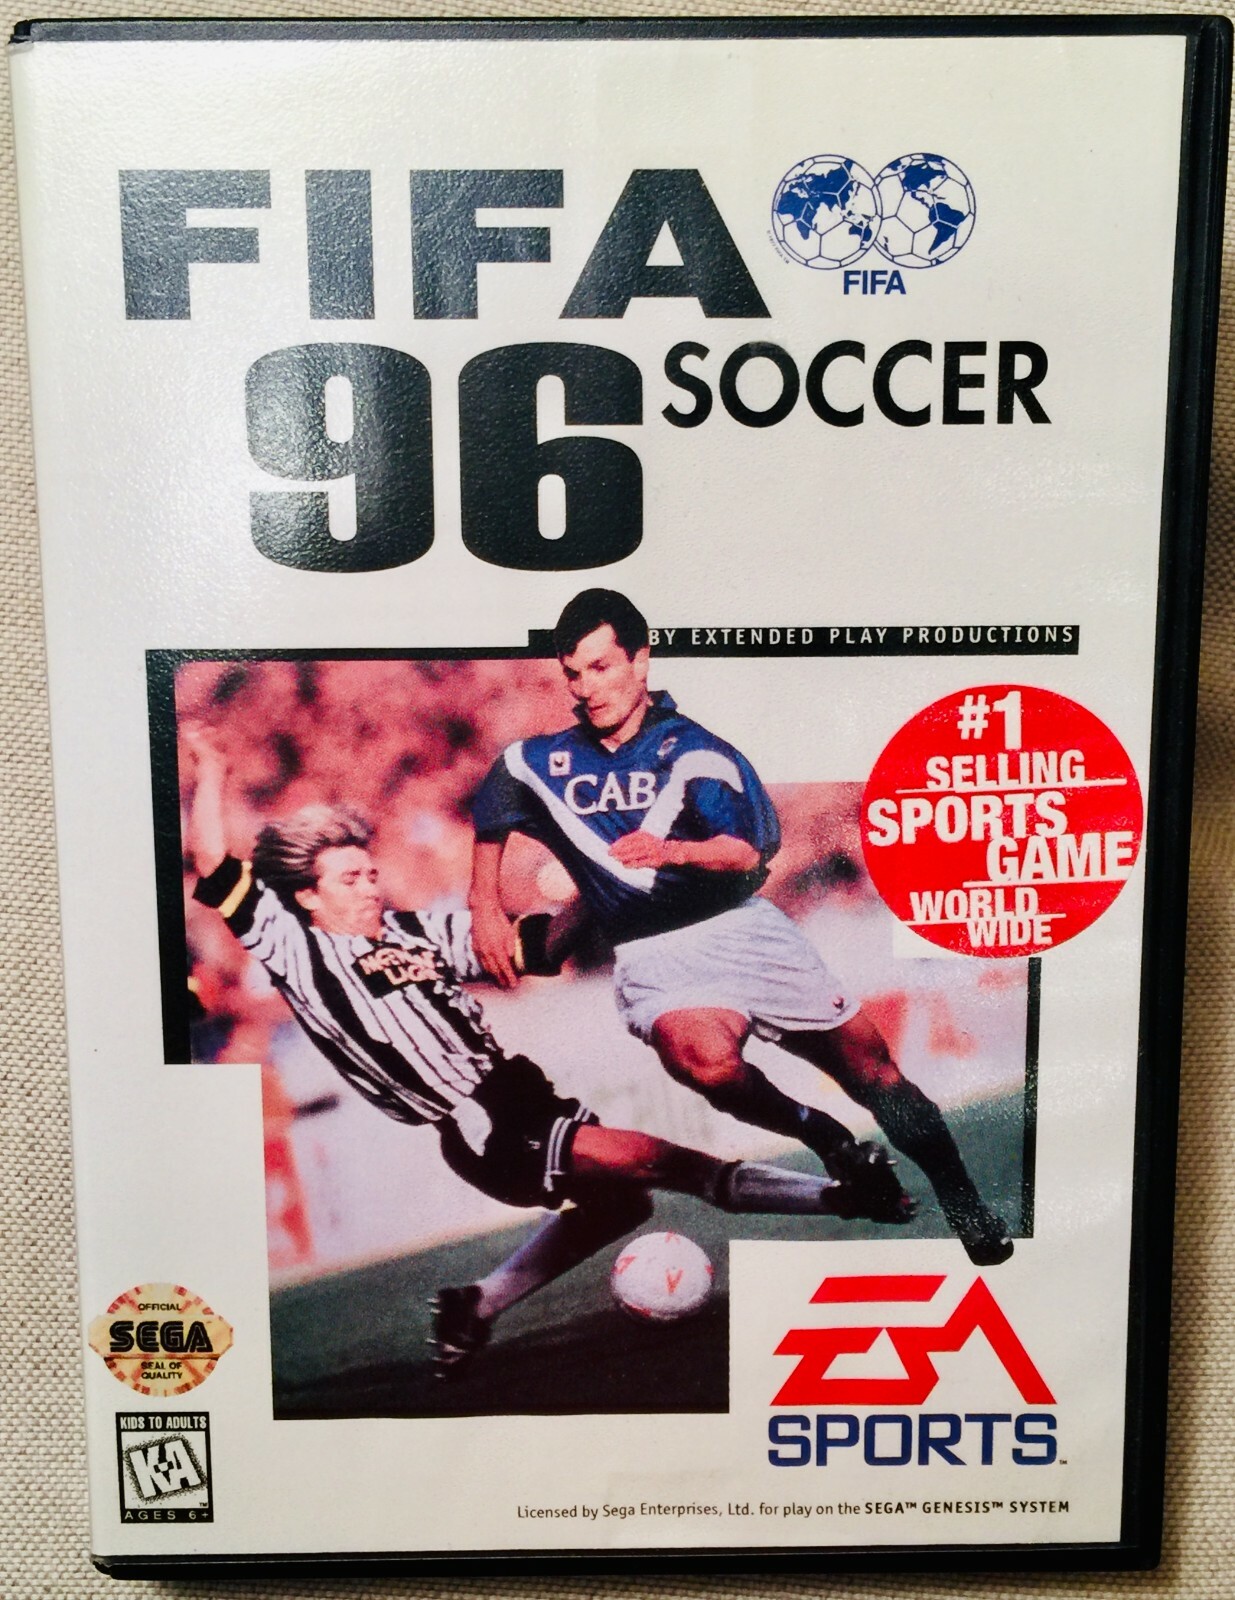 FIFA
FIFA
96 SOCCER
BY EXTENDED PLAY PRODUCTIONS
#1
SELLING
SPORTS
GAME
WORLD
WIDE
CAB
OFFICIAL
SEGA
SEAL OF
QUALITY
KIDS TO ADULTS
K-A
AGES 6+
EA
SPORTS
Licensed by Sega Enterprises, Ltd. for play on the SEGA™ GENESIS™ SYSTEM